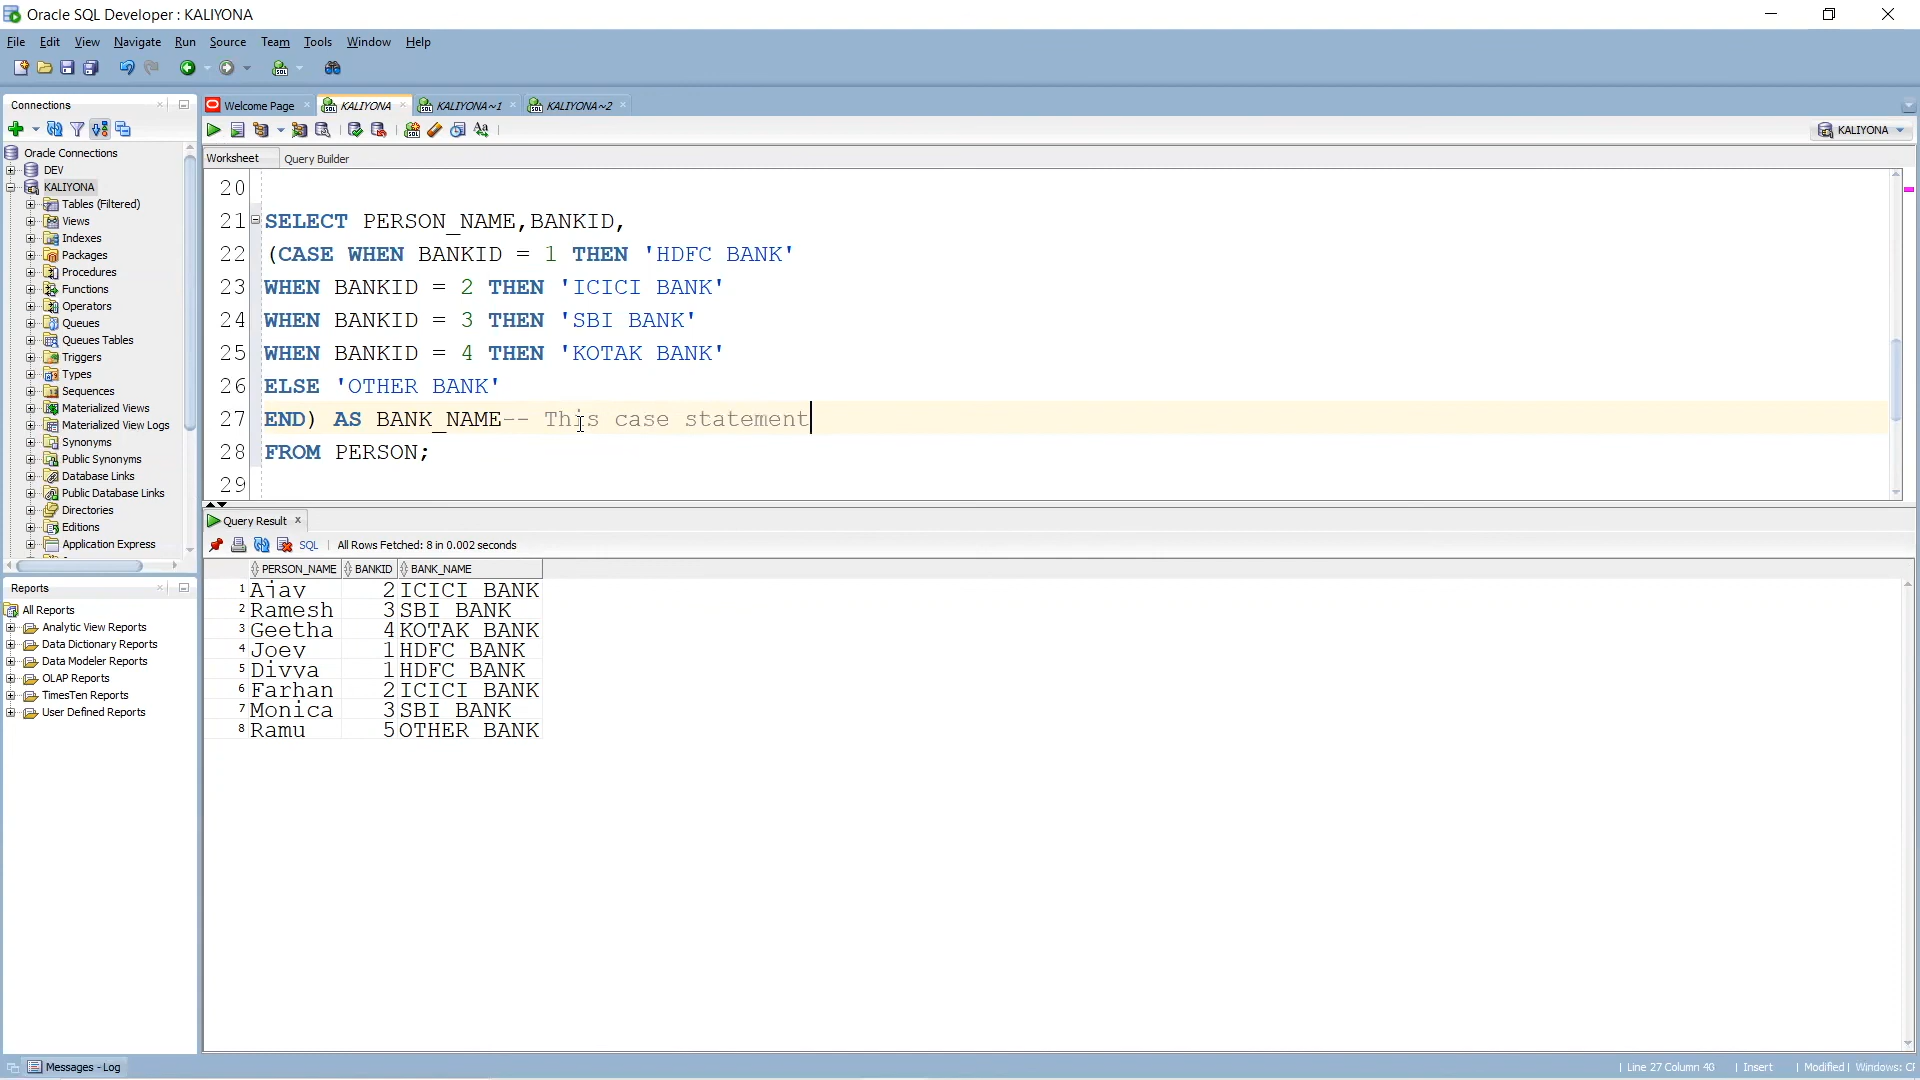 Oracle SQL Developer : KALIYONA
File Edit View Navigate Run Source Team Tools Window Help
Connections
Oracle Connections
DEV
KALIYONA
Tables (Filtered)
Views
Indexes
Packages
Procedures
Functions
Operators
Queues
Queues Tables
Triggers
Types
Sequences
Materialized Views
Materialized View Logs
Synonyms
Public Synonyms
Database Links
Public Database Links
Directories
Editions
Application Express
Reports
All Reports
Analytic View Reports
Data Dictionary Reports
Data Modeler Reports
OLAP Reports
TimesTen Reports
User Defined Reports
Welcome Page KALIYONA KALIYONA~1 KALIYONA~2
KALIYONA
Worksheet Query Builder
20
21 SELECT PERSON_NAME,BANKID,
22 (CASE WHEN BANKID = 1 THEN 'HDFC BANK'
23 WHEN BANKID = 2 THEN 'ICICI BANK'
24 WHEN BANKID = 3 THEN 'SBI BANK'
25 WHEN BANKID = 4 THEN 'KOTAK BANK'
26 ELSE 'OTHER BANK'
27 END) AS BANK_NAME-- This case statement
28 FROM PERSON;
29
Query Result
SQL | All Rows Fetched: 8 in 0.002 seconds
PERSON_NAME BANKID BANK_NAME
1 Ajay 2 ICICI BANK
2 Ramesh 3 SBI BANK
3 Geetha 4 KOTAK BANK
4 Joey 1 HDFC BANK
5 Divya 1 HDFC BANK
6 Farhan 2 ICICI BANK
7 Monica 3 SBI BANK
8 Ramu 5 OTHER BANK
Messages - Log
Line 27 Column 40 | Insert | Modified | Windows: